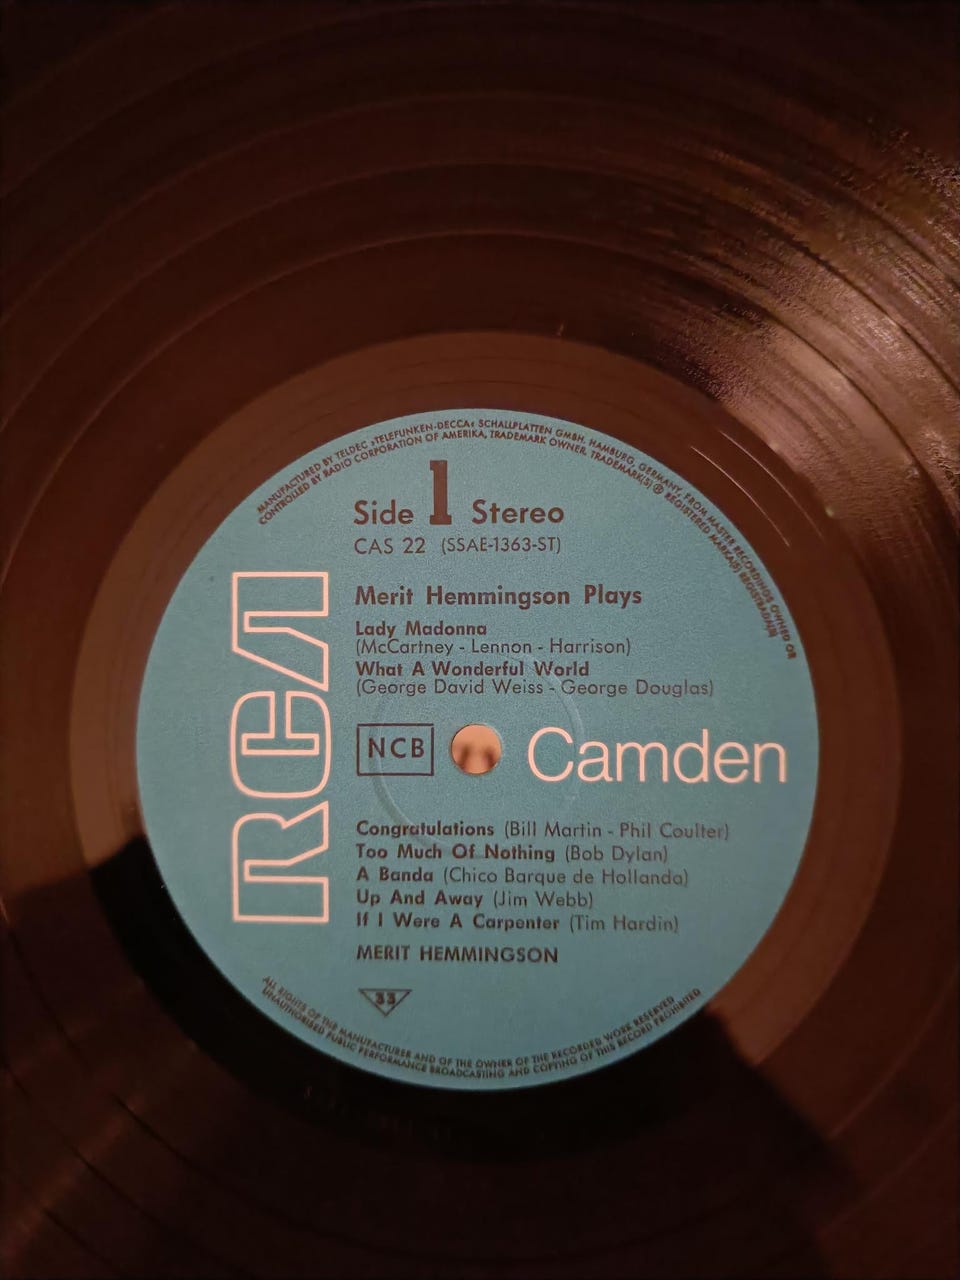 MANUFACTURED BY TELDEC »TELEFUNKEN-DECCA« SCHALLPLATTEN GMBH. HAMBURG, GERMANY, FROM MASTER RECORDINGS OWNED OR
CONTROLLED BY RADIO CORPORATION OF AMERIKA, TRADEMARK OWNER, TRADEMARK(S) ® REGISTERED MARKA(S) REGISTRADA(S)
Side 1 Stereo
CAS 22 (SSAE-1363-ST)
Merit Hemmingson Plays
Lady Madonna
(McCartney - Lennon - Harrison)
What A Wonderful World
(George David Weiss - George Douglas)
RCA
NCB
Camden
Congratulations (Bill Martin - Phil Coulter)
Too Much Of Nothing (Bob Dylan)
A Banda (Chico Barque de Hollanda)
Up And Away (Jim Webb)
If I Were A Carpenter (Tim Hardin)
MERIT HEMMINGSON
33
ALL RIGHTS OF THE MANUFACTURER AND OF THE OWNER OF THE RECORDED WORK RESERVED
UNAUTHORISED PUBLIC PERFORMANCE BROADCASTING AND COPYING OF THIS RECORD PROHIBITED